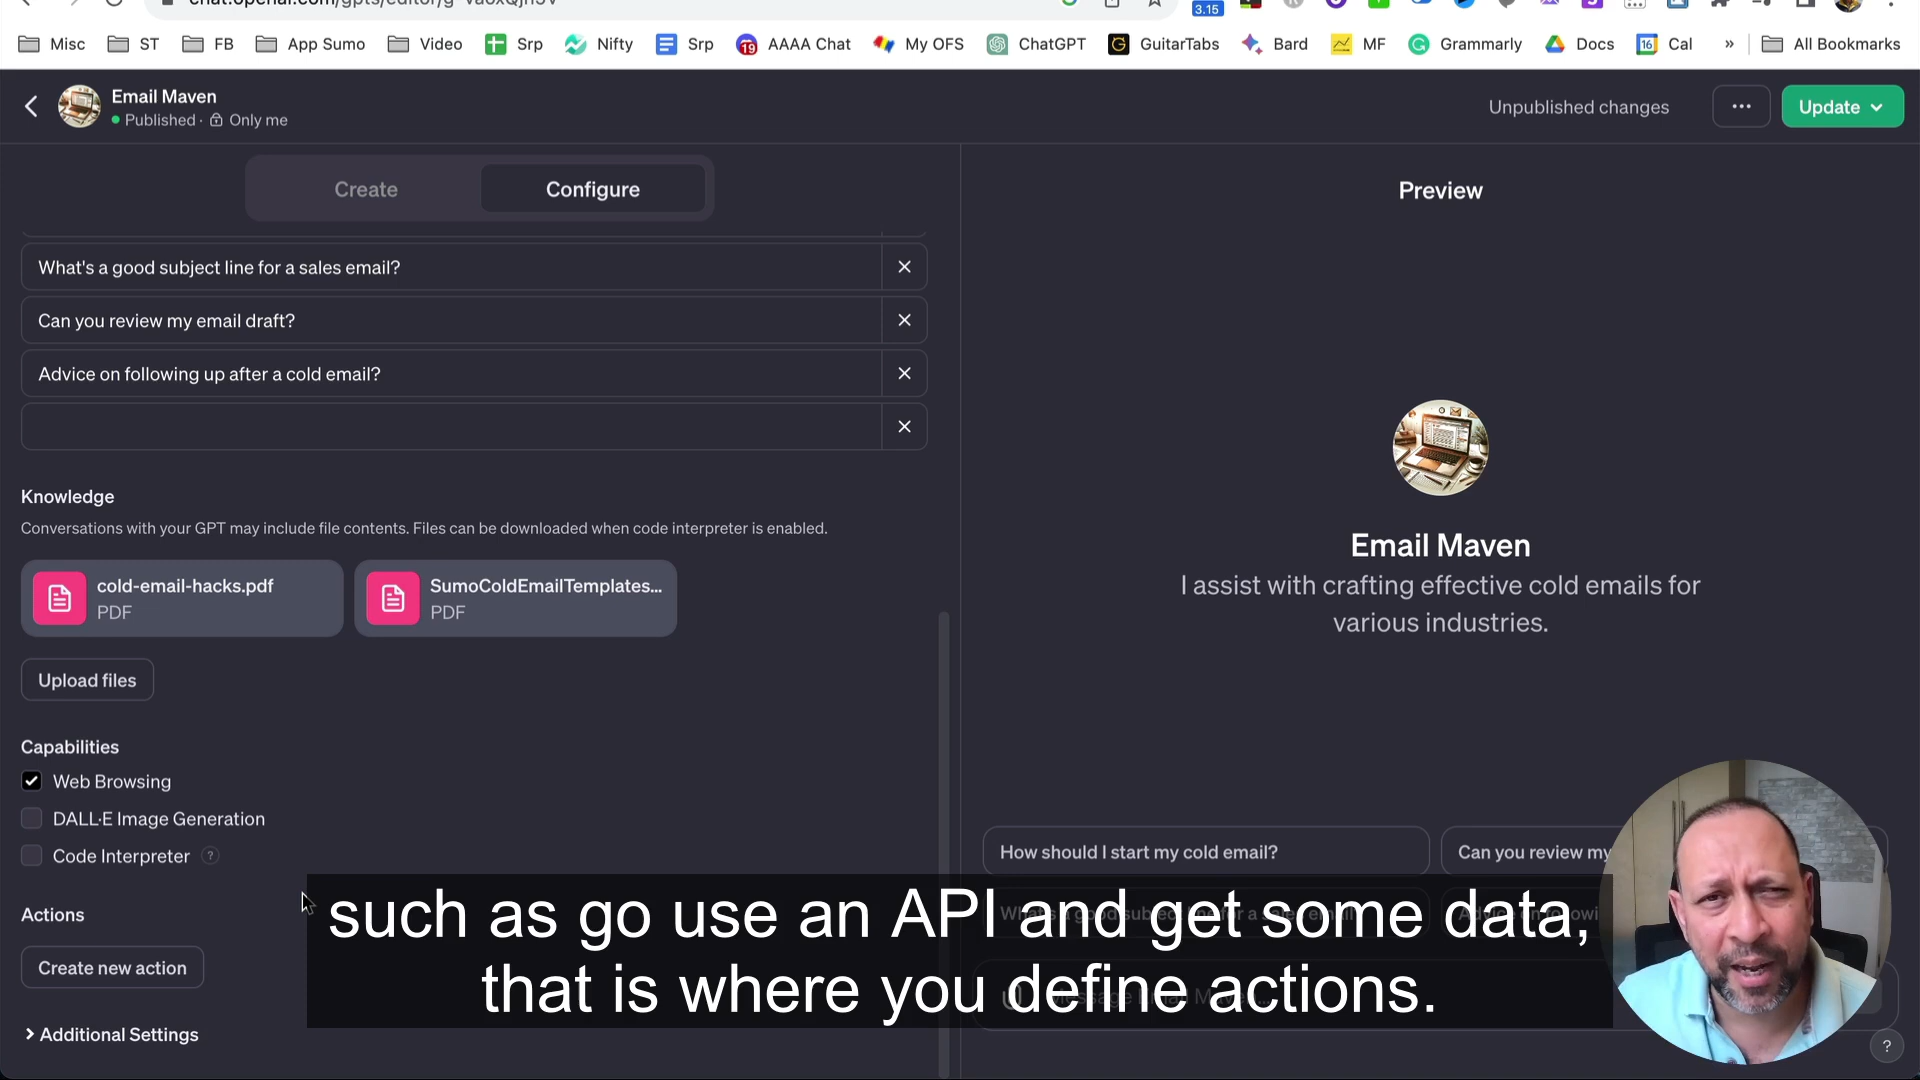 3.15
Misc ST FB App Sumo Video Srp Nifty Srp 19 AAAA Chat My OFS ChatGPT GuitarTabs Bard MF Grammarly Docs 16 Cal » All Bookmarks
Email Maven
Published · Only me
Unpublished changes
...
Update
Create
Configure
Preview
What's a good subject line for a sales email?
Can you review my email draft?
Advice on following up after a cold email?
Knowledge
Conversations with your GPT may include file contents. Files can be downloaded when code interpreter is enabled.
cold-email-hacks.pdf
PDF
SumoColdEmailTemplates...
PDF
Upload files
Email Maven
I assist with crafting effective cold emails for
various industries.
Capabilities
Web Browsing
DALL·E Image Generation
Code Interpreter ?
How should I start my cold email?
Can you review my
Actions
Create new action
Additional Settings
such as go use an API and get some data,
that is where you define actions.
?